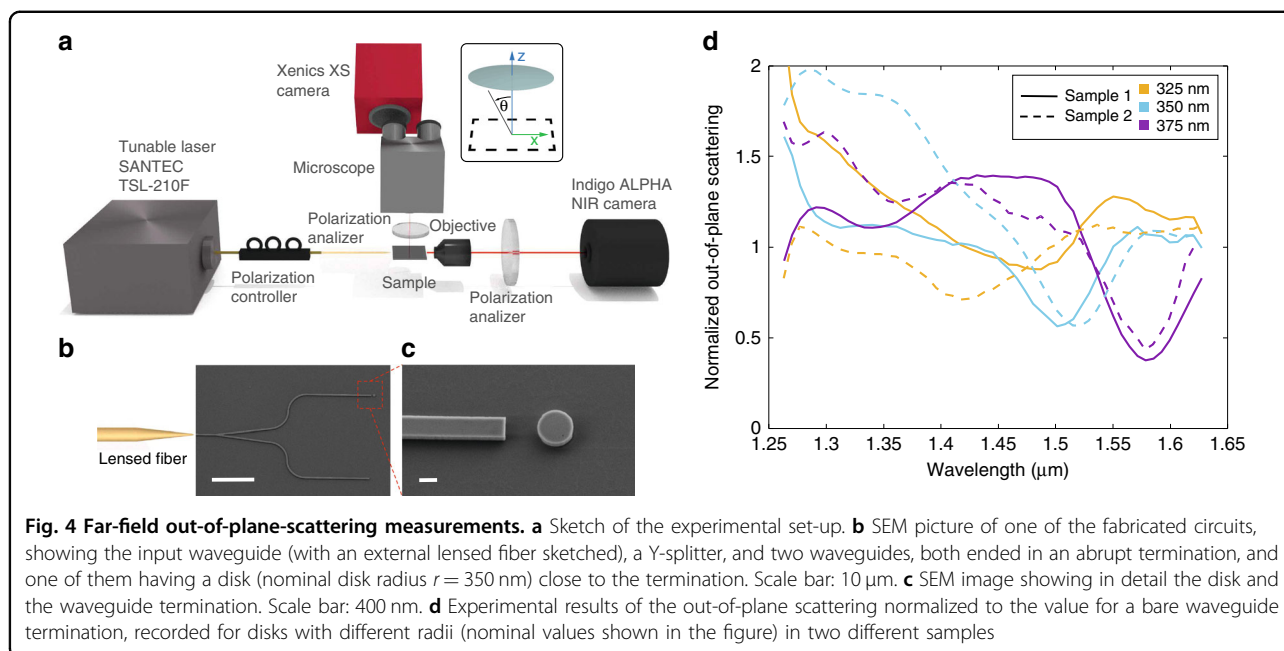 a
Xenics XS
camera
z
θ
x
Tunable laser
SANTEC
TSL-210F
Microscope
Indigo ALPHA
NIR camera
Polarization
analizer
Objective
Polarization
controller
Sample
Polarization
analizer
b
Lensed fiber
c
d
Normalized out-of-plane scattering
2
1.5
1
0.5
0
1.25
1.3
1.35
1.4
1.45
1.5
1.55
1.6
1.65
Wavelength (μm)
Sample 1
Sample 2
325 nm
350 nm
375 nm
Fig. 4 Far-field out-of-plane-scattering measurements. a Sketch of the experimental set-up. b SEM picture of one of the fabricated circuits,
showing the input waveguide (with an external lensed fiber sketched), a Y-splitter, and two waveguides, both ended in an abrupt termination, and
one of them having a disk (nominal disk radius r = 350 nm) close to the termination. Scale bar: 10 μm. c SEM image showing in detail the disk and
the waveguide termination. Scale bar: 400 nm. d Experimental results of the out-of-plane scattering normalized to the value for a bare waveguide
termination, recorded for disks with different radii (nominal values shown in the figure) in two different samples